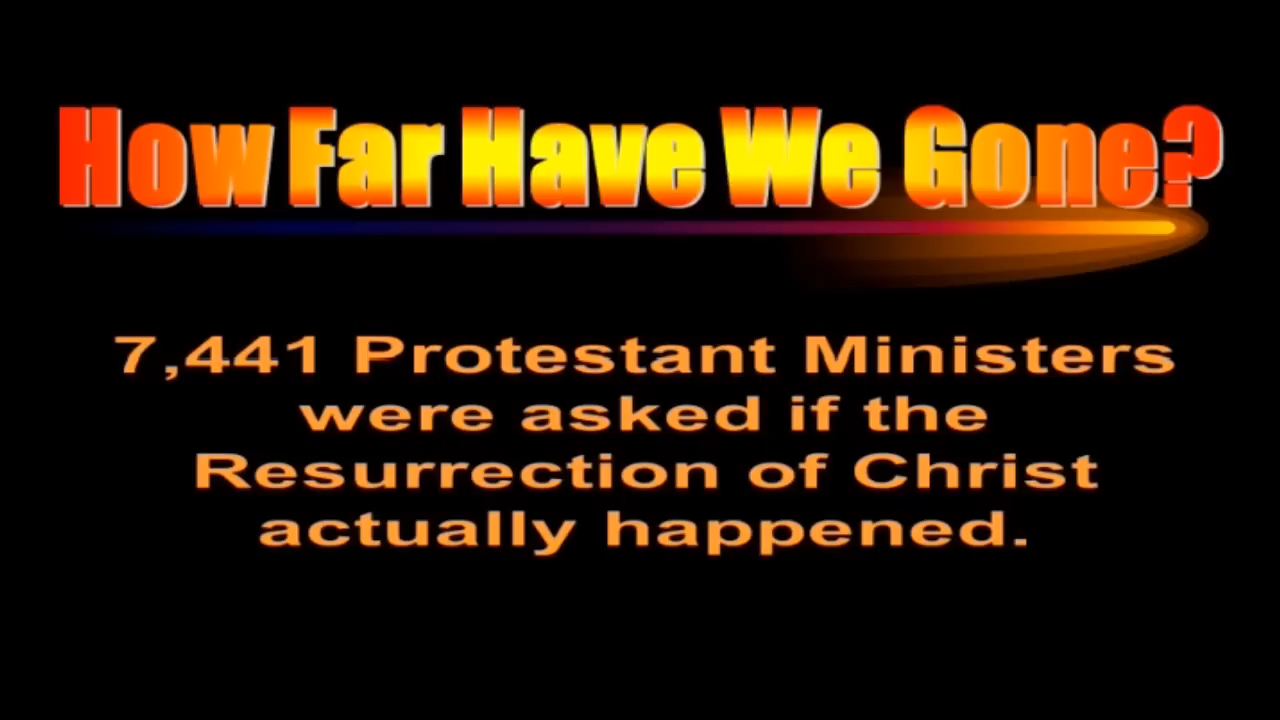 How Far Have We Gone?
7,441 Protestant Ministers
were asked if the
Resurrection of Christ
actually happened.